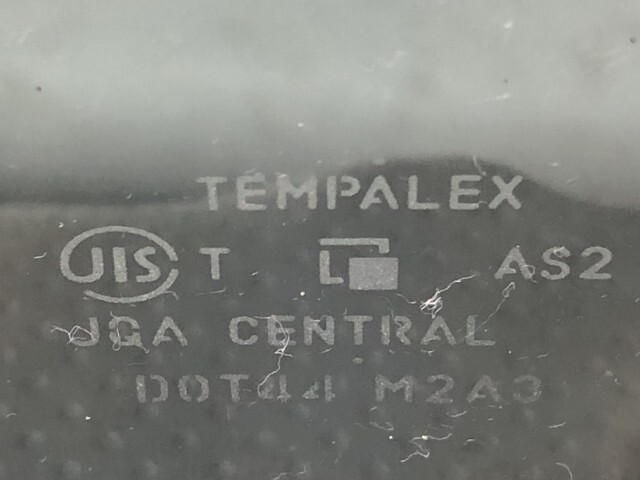 TEMPALEX
JIS T L AS2
JGA CENTRAL
DOT44 M2A3